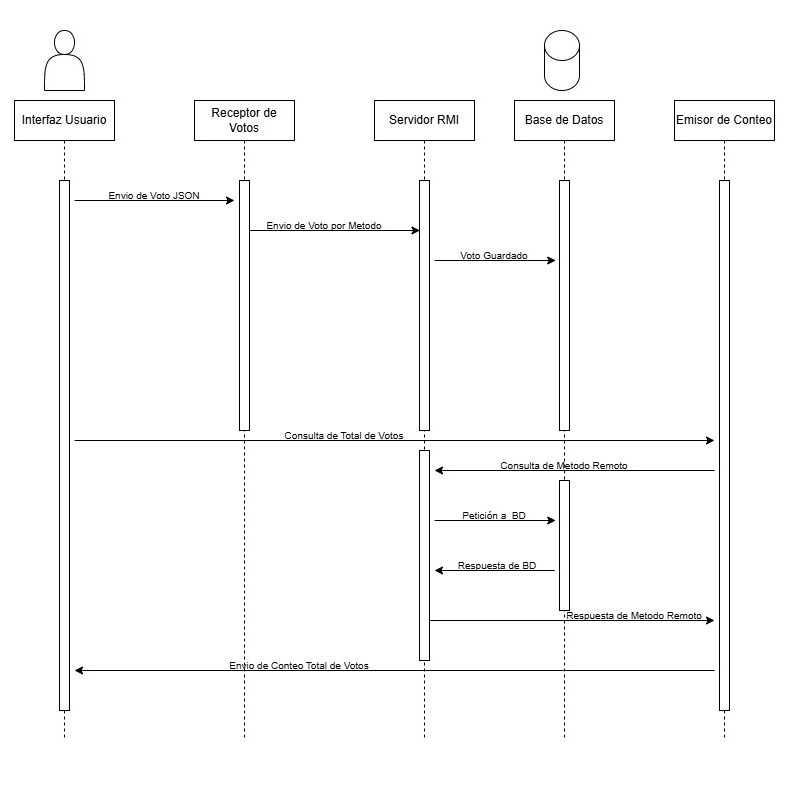 Interfaz Usuario
Receptor de
Votos
Servidor RMI
Base de Datos
Emisor de Conteo
Envio de Voto JSON
Envio de Voto por Metodo
Voto Guardado
Consulta de Total de Votos
Consulta de Metodo Remoto
Petición a BD
Respuesta de BD
Respuesta de Metodo Remoto
Envio de Conteo Total de Votos